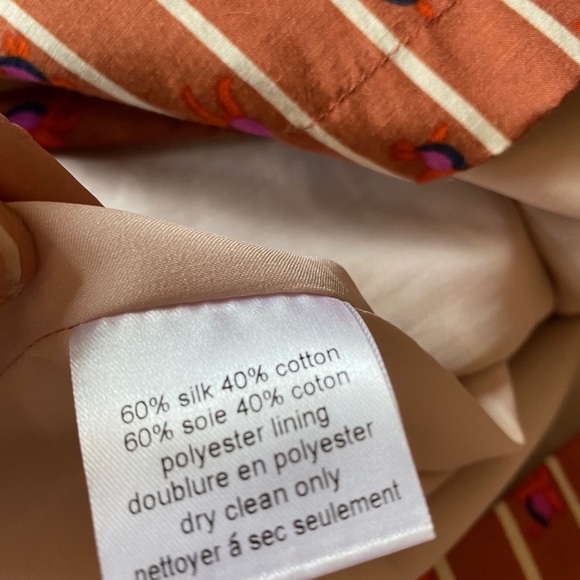 60% silk 40% cotton
60% soie 40% coton
polyester lining
doublure en polyester
dry clean only
nettoyer á sec seulement